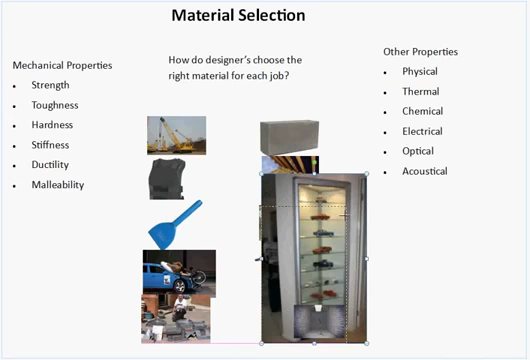 Material Selection
Mechanical Properties
• Strength
• Toughness
• Hardness
• Stiffness
• Ductility
• Malleability
How do designer's choose the
right material for each job?
Other Properties
• Physical
• Thermal
• Chemical
• Electrical
• Optical
• Acoustical